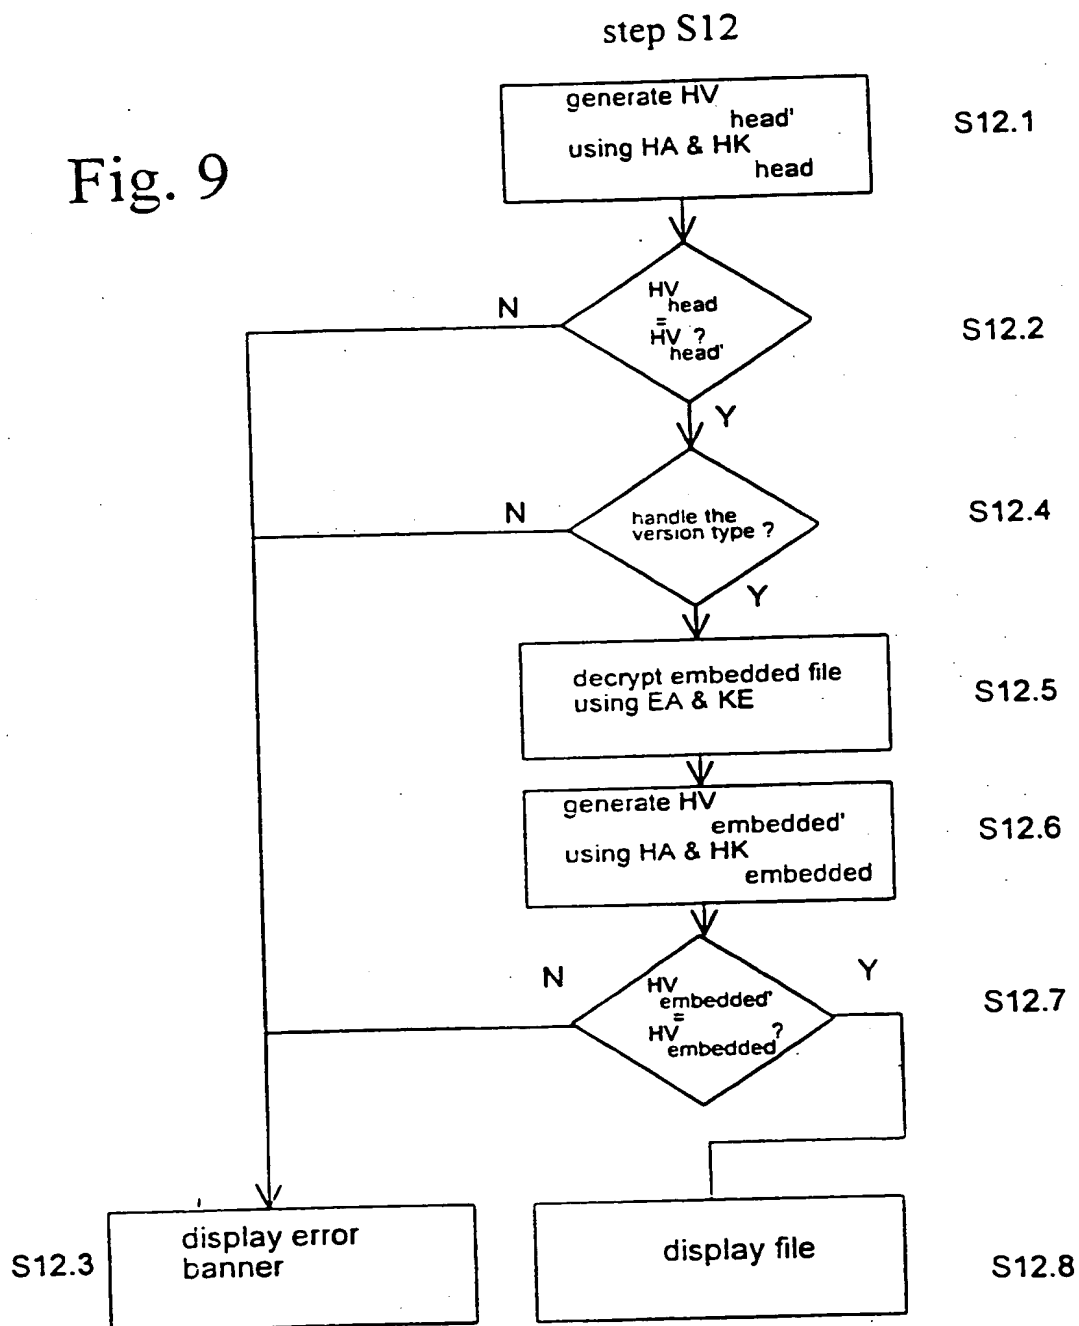 step S12
generate HV
head'
using HA & HK
head
S12.1
Fig. 9
HV
head
=
HV ?
head'
N
S12.2
Y
handle the
version type ?
N
S12.4
Y
decrypt embedded file
using EA & KE
S12.5
generate HV
embedded'
using HA & HK
embedded
S12.6
N
HV
embedded'
=
HV ?
embedded
Y
S12.7
S12.3
display error
banner
display file
S12.8